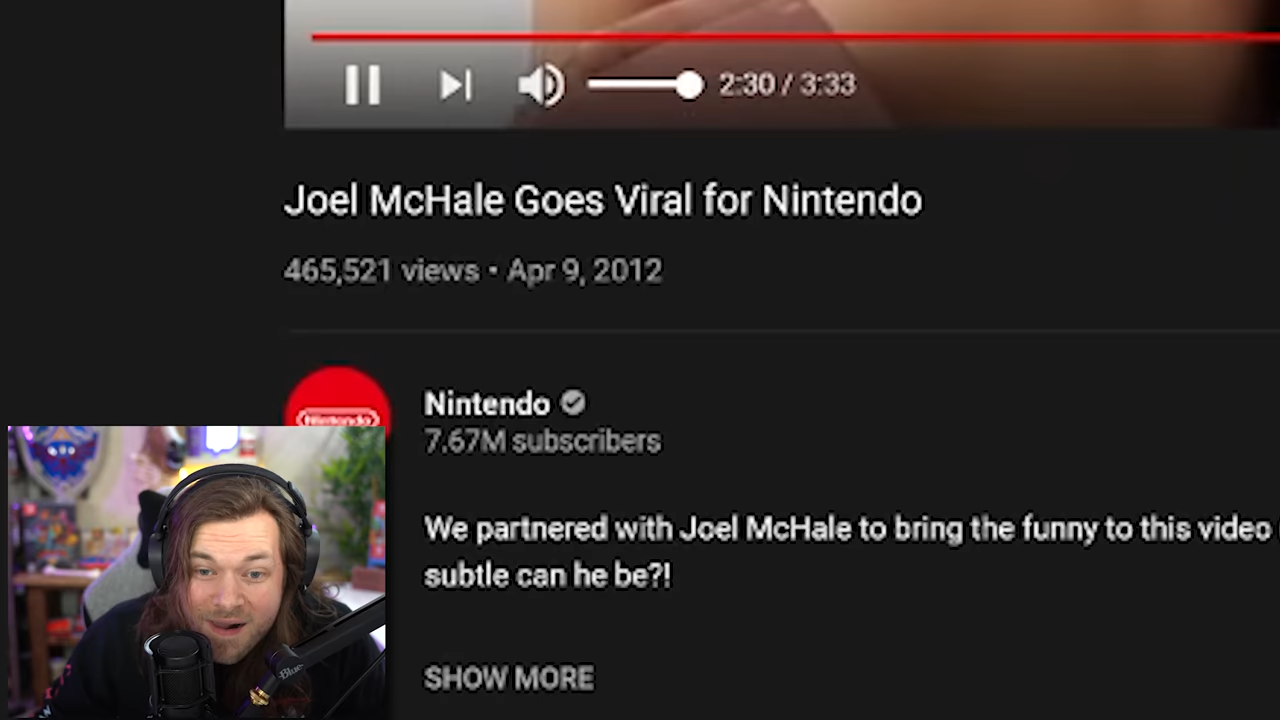 2:30 / 3:33
Joel McHale Goes Viral for Nintendo
465,521 views • Apr 9, 2012
Nintendo
Nintendo
7.67M subscribers
We partnered with Joel McHale to bring the funny to this video
subtle can he be?!
Blue
SHOW MORE